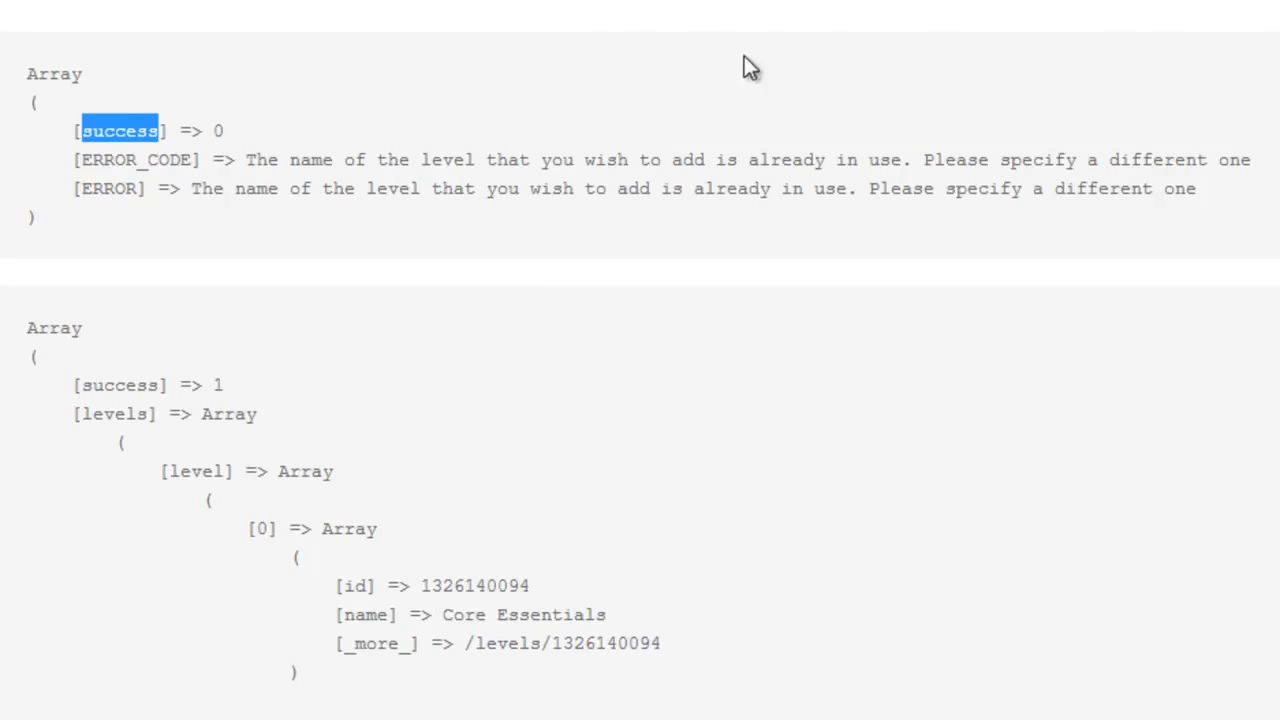 Array
(
[success] => 0
[ERROR_CODE] => The name of the level that you wish to add is already in use. Please specify a different one
[ERROR] => The name of the level that you wish to add is already in use. Please specify a different one
)
Array
(
[success] => 1
[levels] => Array
(
[level] => Array
(
[0] => Array
(
[id] => 1326140094
[name] => Core Essentials
[_more_] => /levels/1326140094
)